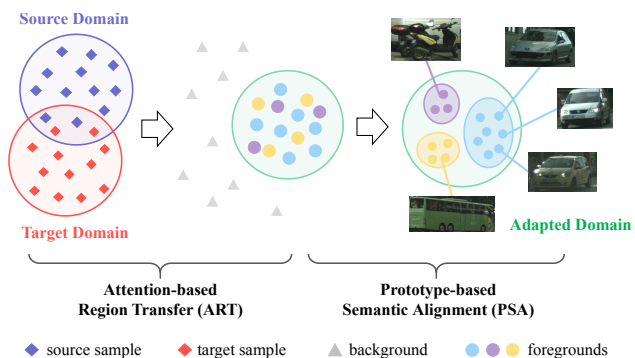 Source Domain
Target Domain
Adapted Domain
Attention-based
Region Transfer (ART)
Prototype-based
Semantic Alignment (PSA)
source sample
target sample
background
foregrounds